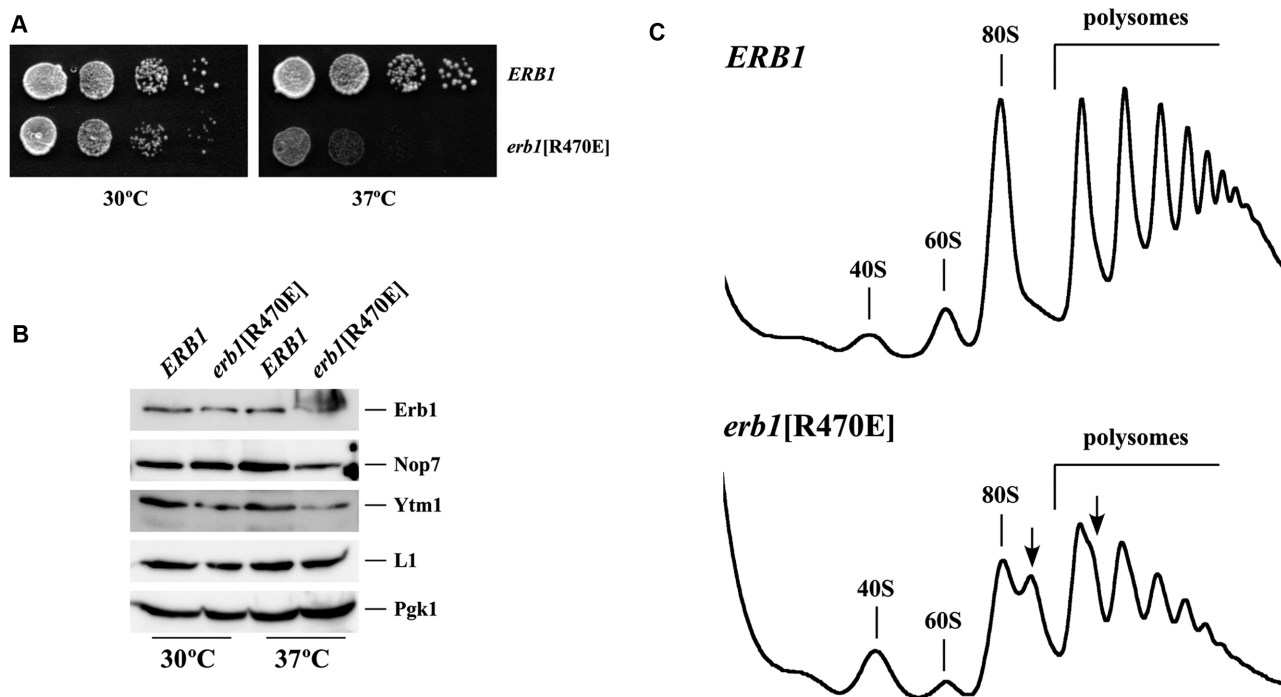 A
ERB1
erb1[R470E]
30ºC
37ºC
B
ERB1
erb1[R470E]
ERB1
erb1[R470E]
Erb1
Nop7
Ytm1
L1
Pgk1
30ºC
37ºC
C
ERB1
40S
60S
80S
polysomes
erb1[R470E]
40S
60S
80S
polysomes